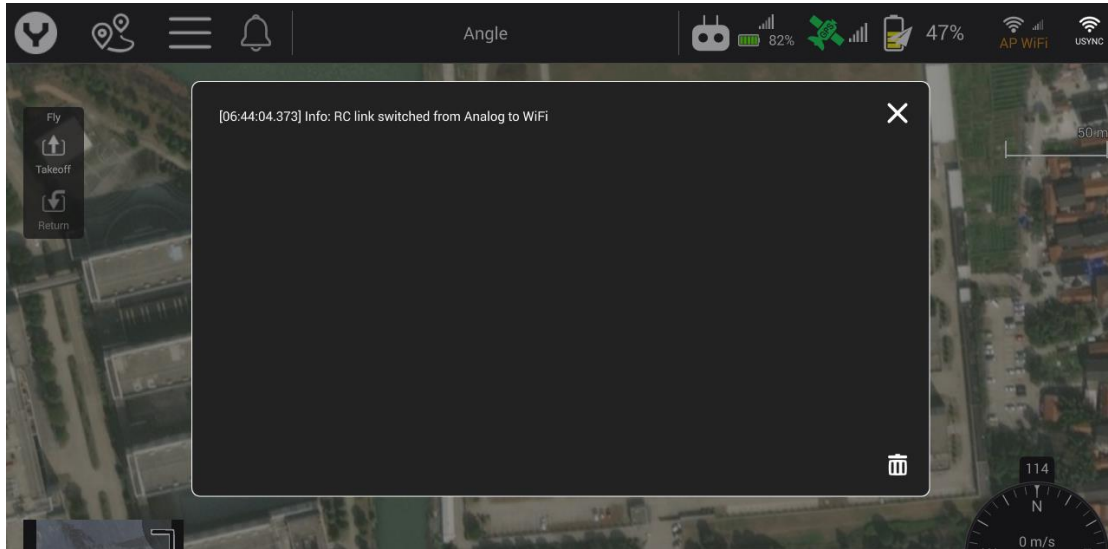 Angle
82%
GPS
47%
AP WiFi
USYNC
Fly
Takeoff
Return
[06:44:04.373] Info: RC link switched from Analog to WiFi
50 m
114
N
0 m/s